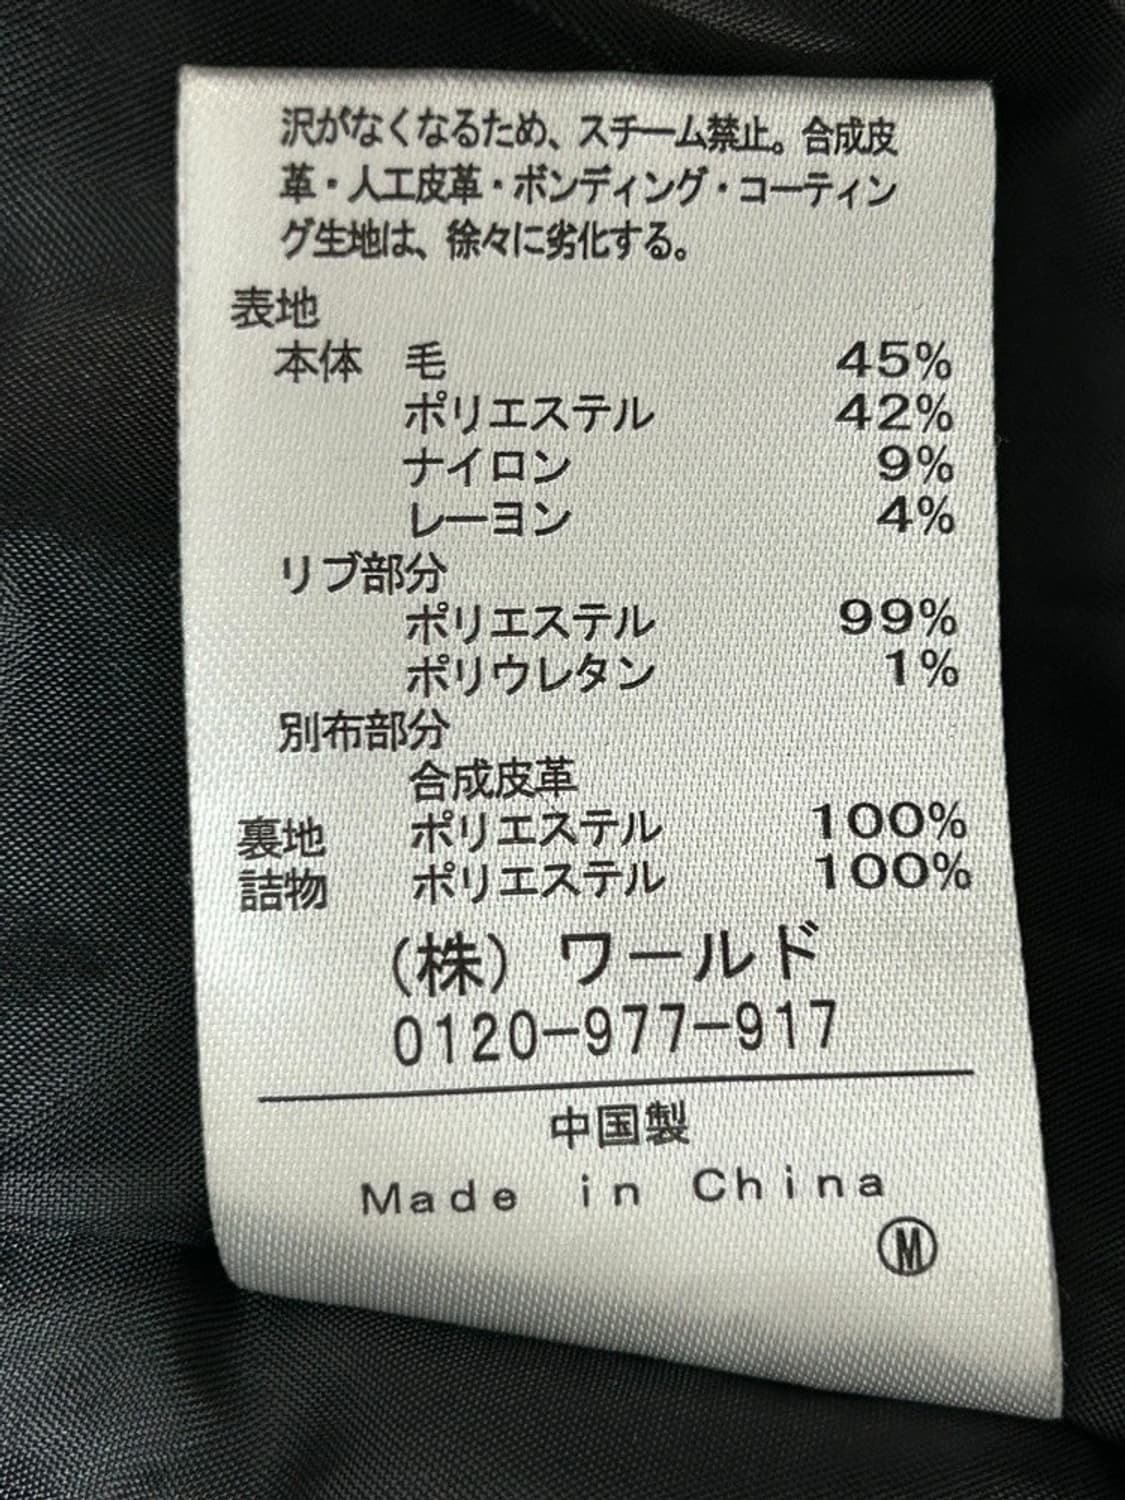 沢がなくなるため、スチーム禁止。合成皮
革・人工皮革・ボンディング・コーティン
グ生地は、徐々に劣化する。
表地
本体 毛 45%
ポリエステル 42%
ナイロン 9%
レーヨン 4%
リブ部分
ポリエステル 99%
ポリウレタン 1%
別布部分
合成皮革
裏地 ポリエステル 100%
詰物 ポリエステル 100%
(株) ワールド
0120-977-917
中国製
Made in China
Ⓜ